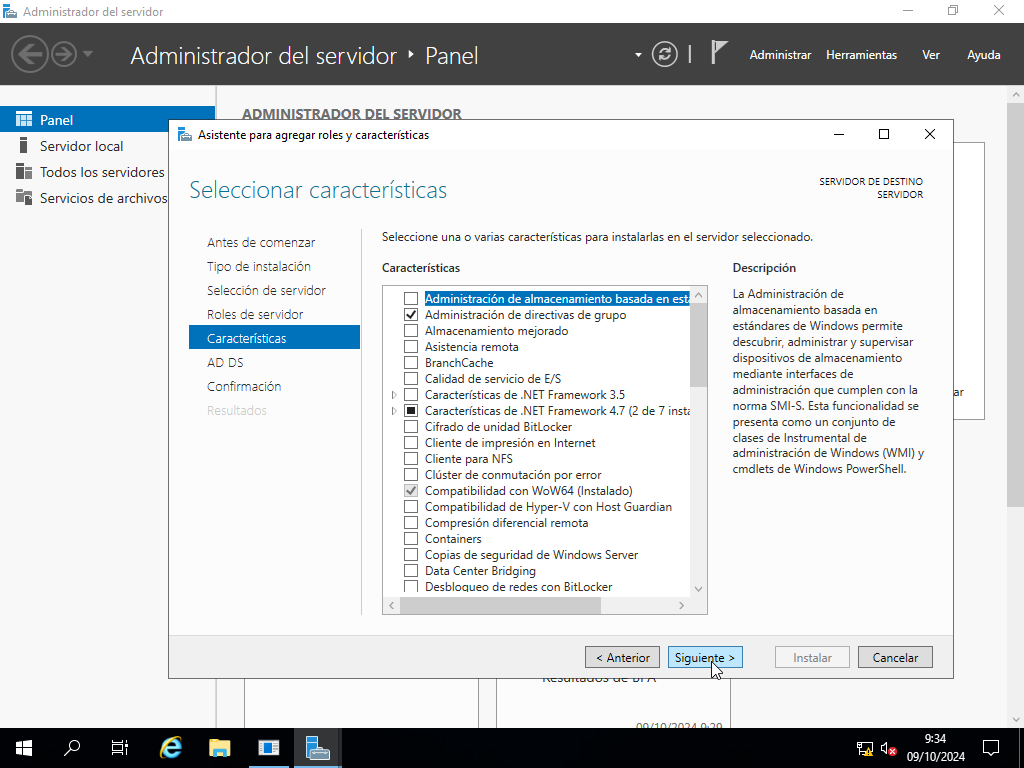 Administrador del servidor
Administrador del servidor
Panel
Administrar
Herramientas
Ver
Ayuda
Panel
Servidor local
Todos los servidores
Servicios de archivos
ADMINISTRADOR DEL SERVIDOR
Asistente para agregar roles y características
Seleccionar características
SERVIDOR DE DESTINO
SERVIDOR
Antes de comenzar
Tipo de instalación
Selección de servidor
Roles de servidor
Características
AD DS
Confirmación
Resultados
Seleccione una o varias características para instalarlas en el servidor seleccionado.
Características
Administración de almacenamiento basada en está
Administración de directivas de grupo
Almacenamiento mejorado
Asistencia remota
BranchCache
Calidad de servicio de E/S
Características de .NET Framework 3.5
Características de .NET Framework 4.7 (2 de 7 insta
Cifrado de unidad BitLocker
Cliente de impresión en Internet
Cliente para NFS
Clúster de conmutación por error
Compatibilidad con WoW64 (Instalado)
Compatibilidad de Hyper-V con Host Guardian
Compresión diferencial remota
Containers
Copias de seguridad de Windows Server
Data Center Bridging
Desbloqueo de redes con BitLocker
Descripción
La Administración de
almacenamiento basada en
estándares de Windows permite
descubrir, administrar y supervisar
dispositivos de almacenamiento
mediante interfaces de
administración que cumplen con la
norma SMI-S. Esta funcionalidad se
presenta como un conjunto de
clases de Instrumental de
administración de Windows (WMI) y
cmdlets de Windows PowerShell.
ar
< Anterior
Siguiente >
Instalar
Cancelar
Resultados de BPA
09/10/2024 9:29
9:34
09/10/2024